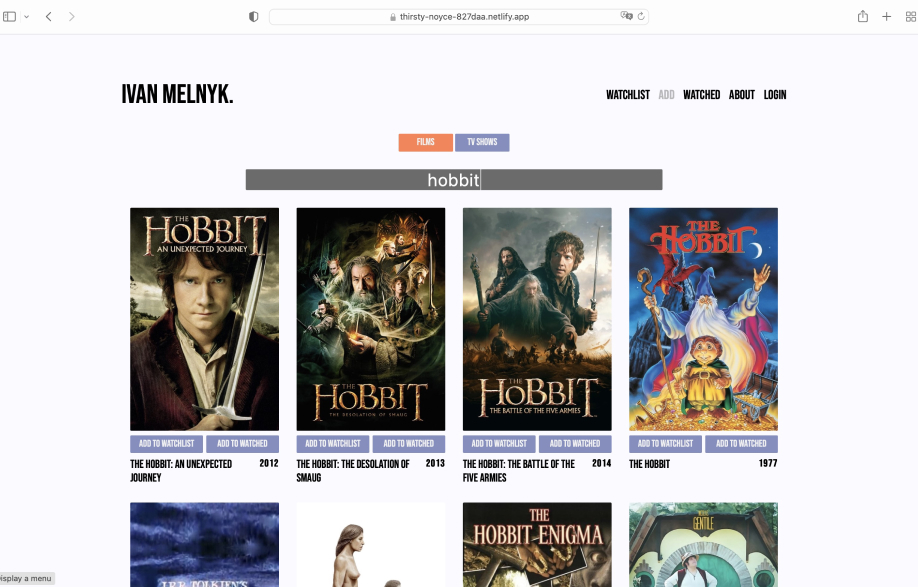 thirsty-noyce-827daa.netlify.app
IVAN MELNYK.
WATCHLIST ADD WATCHED ABOUT LOGIN
FILMS TV SHOWS
hobbit
THE HOBBIT
AN UNEXPECTED JOURNEY
THE HOBBIT
THE DESOLATION OF SMAUG
THE HOBBIT
THE BATTLE OF THE FIVE ARMIES
THE HOBBIT
ADD TO WATCHLIST ADD TO WATCHED ADD TO WATCHLIST ADD TO WATCHED ADD TO WATCHLIST ADD TO WATCHED ADD TO WATCHLIST ADD TO WATCHED
THE HOBBIT: AN UNEXPECTED JOURNEY 2012
THE HOBBIT: THE DESOLATION OF SMAUG 2013
THE HOBBIT: THE BATTLE OF THE FIVE ARMIES 2014
THE HOBBIT 1977
J.R.R. TOLKIEN'S
THE
HOBBIT ENIGMA
GENTILE
isplay a menu